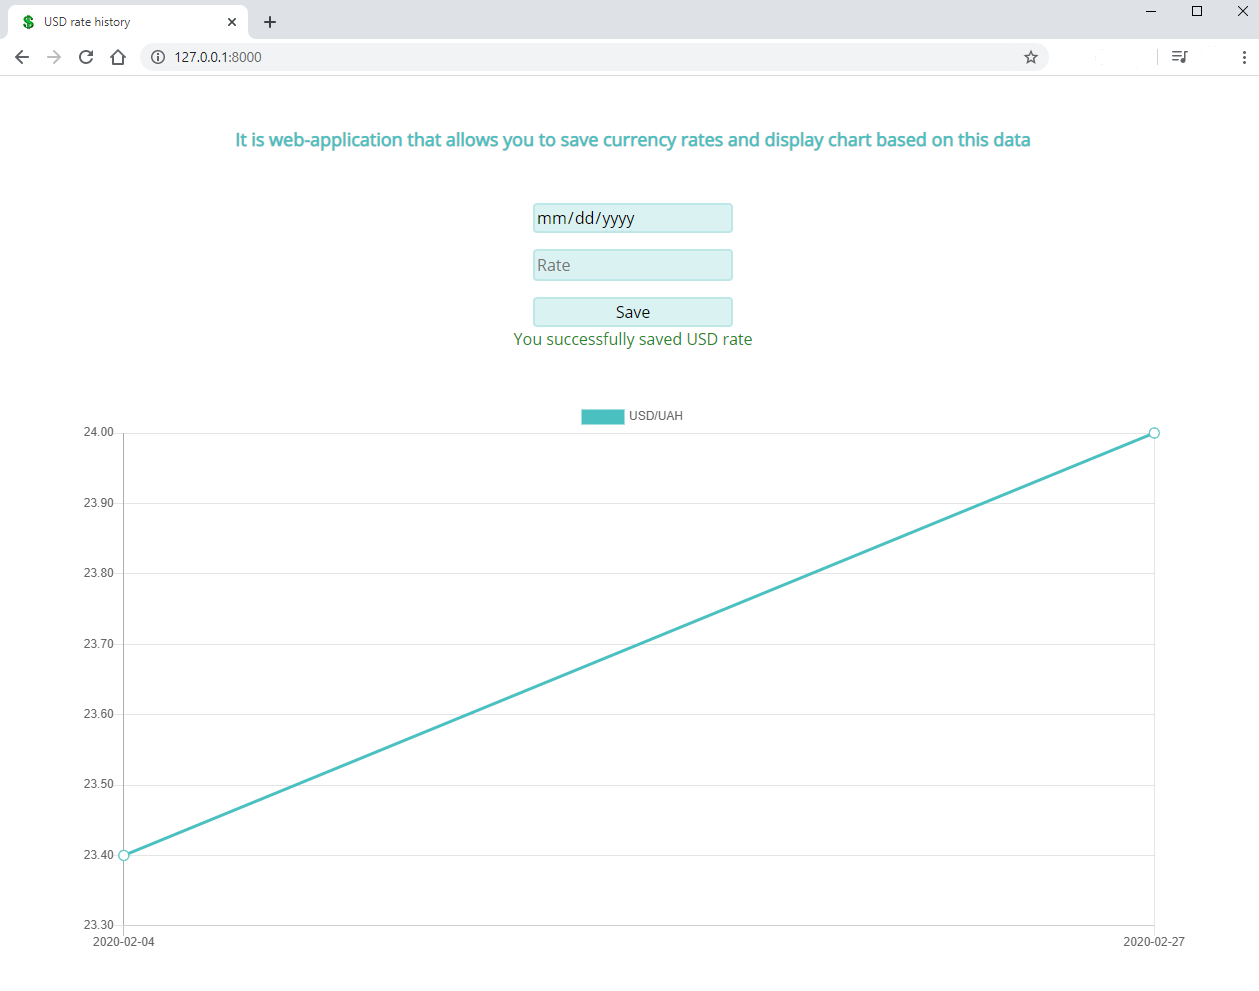 USD rate history
127.0.0.1:8000
It is web-application that allows you to save currency rates and display chart based on this data
mm/dd/yyyy
Rate
Save
You successfully saved USD rate
USD/UAH
24.00
23.90
23.80
23.70
23.60
23.50
23.40
23.30
2020-02-04 2020-02-27